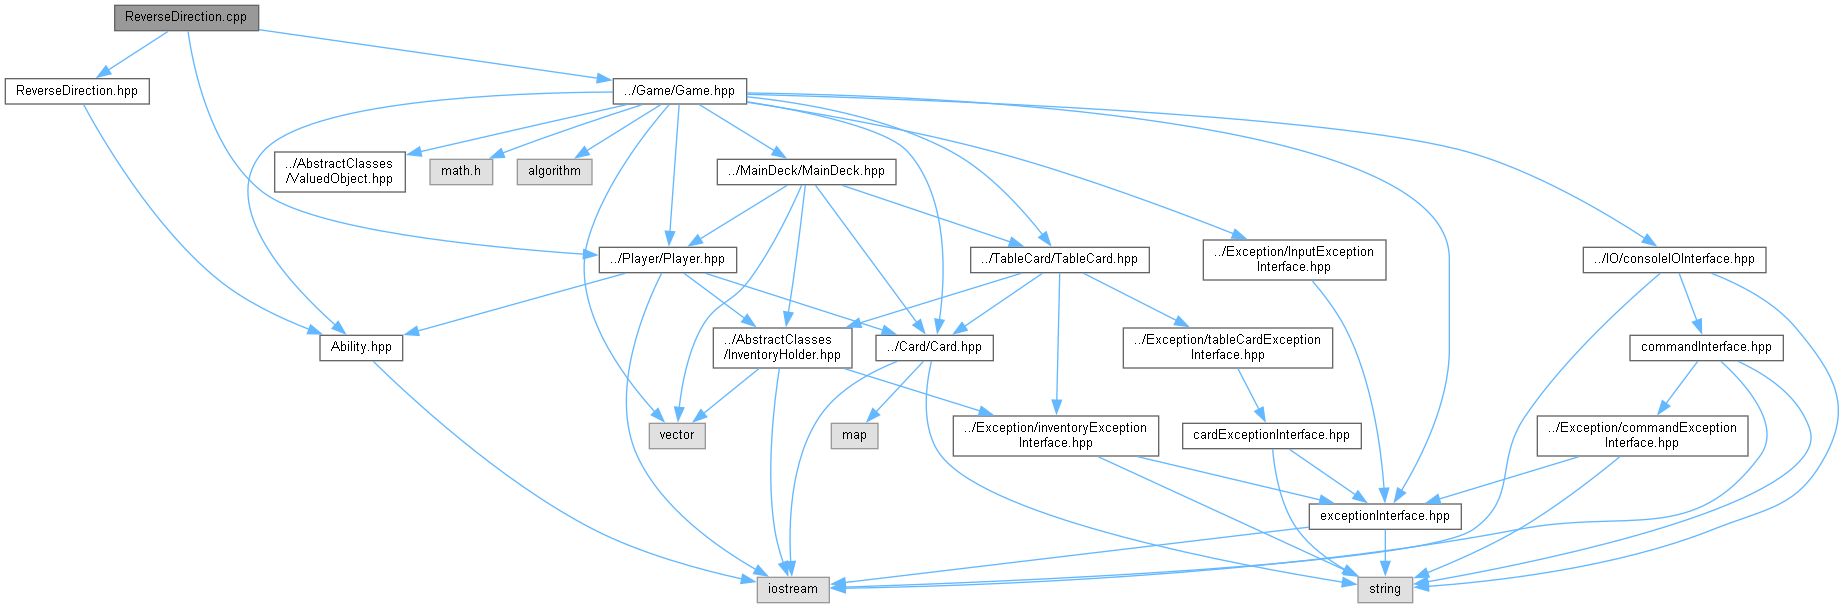 ReverseDirection.cpp
ReverseDirection.hpp
../Game/Game.hpp
../AbstractClasses
/ValuedObject.hpp
math.h
algorithm
../MainDeck/MainDeck.hpp
../Player/Player.hpp
../TableCard/TableCard.hpp
../Exception/InputException
Interface.hpp
../IO/consoleIOInterface.hpp
Ability.hpp
../AbstractClasses
/InventoryHolder.hpp
../Card/Card.hpp
../Exception/tableCardException
Interface.hpp
commandInterface.hpp
vector
map
../Exception/inventoryException
Interface.hpp
cardExceptionInterface.hpp
../Exception/commandException
Interface.hpp
exceptionInterface.hpp
iostream
string